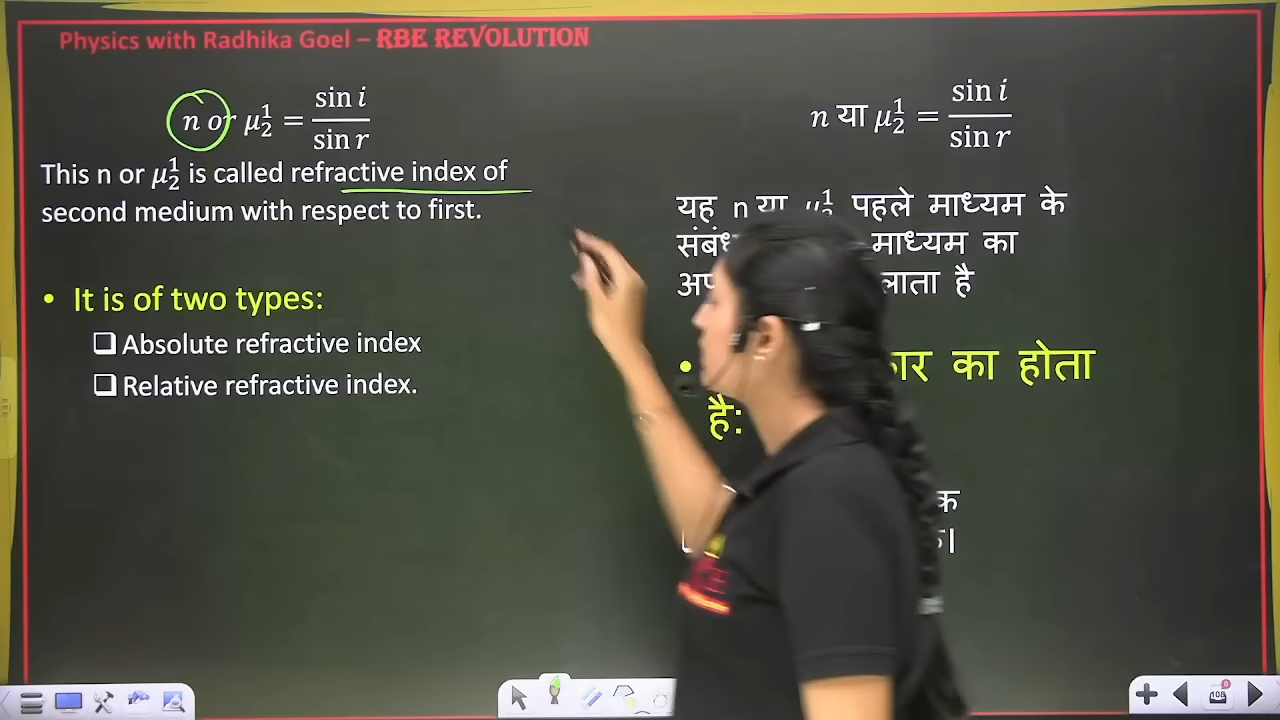 Physics with Radhika Goel – RBE REVOLUTION
n or μ₂¹ = sin i / sin r
This n or μ₂¹ is called refractive index of
second medium with respect to first.
• It is of two types:
❑ Absolute refractive index
❑ Relative refractive index.
n या μ₂¹ = sin i / sin r
यह n या पहले माध्यम के
माध्यम का
है
• का होता
है: